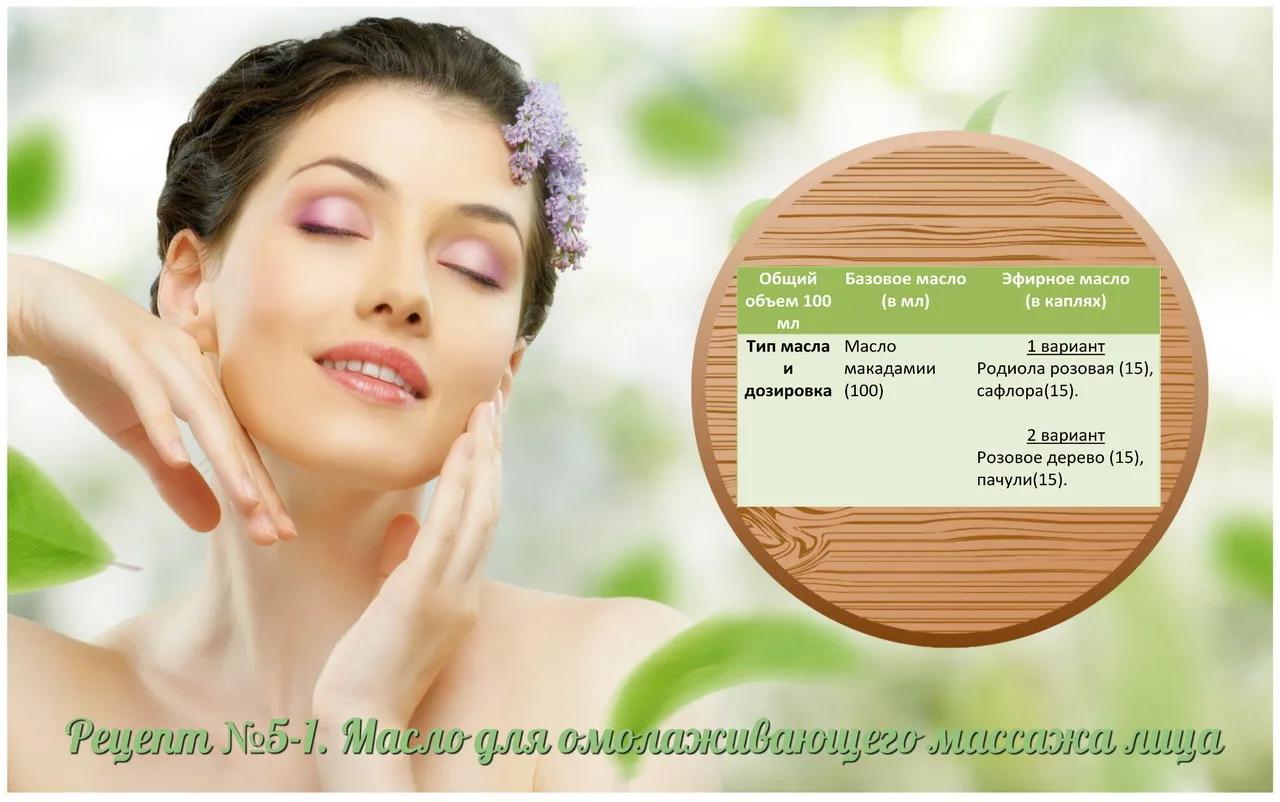 Общий
объем 100
мл
Базовое масло
(в мл)
Эфирное масло
(в каплях)
Тип масла
и
дозировка
Масло
макадамии
(100)
1 вариант
Родиола розовая (15),
сафлора(15).
2 вариант
Розовое дерево (15),
пачули(15).
Рецепт №5-1. Масло для омолаживающего массажа лица